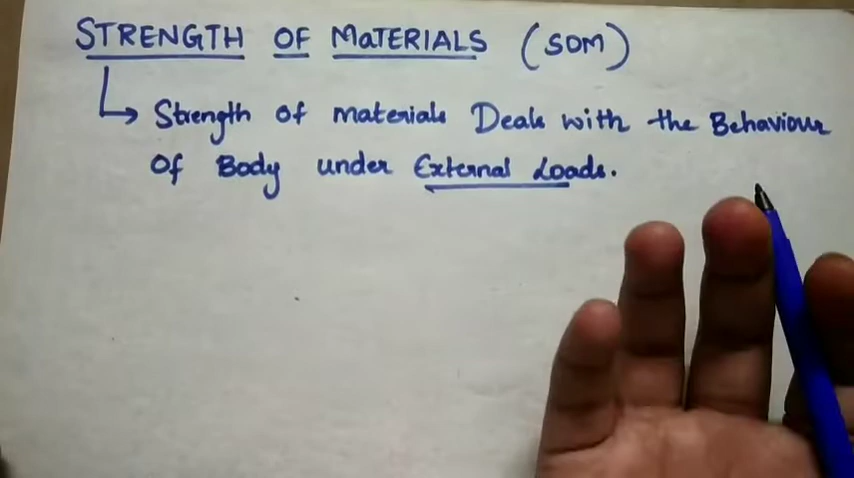 STRENGTH OF MaTERIALS (SOM)
Strength of materials Deals with the Behaviour
Of Body under External Loads.